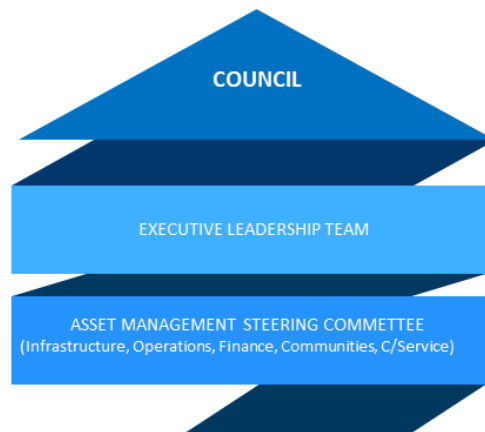 COUNCIL
EXECUTIVE LEADERSHIP TEAM
ASSET MANAGEMENT STEERING COMMETTEE
(Infrastructure, Operations, Finance, Communities, C/Service)